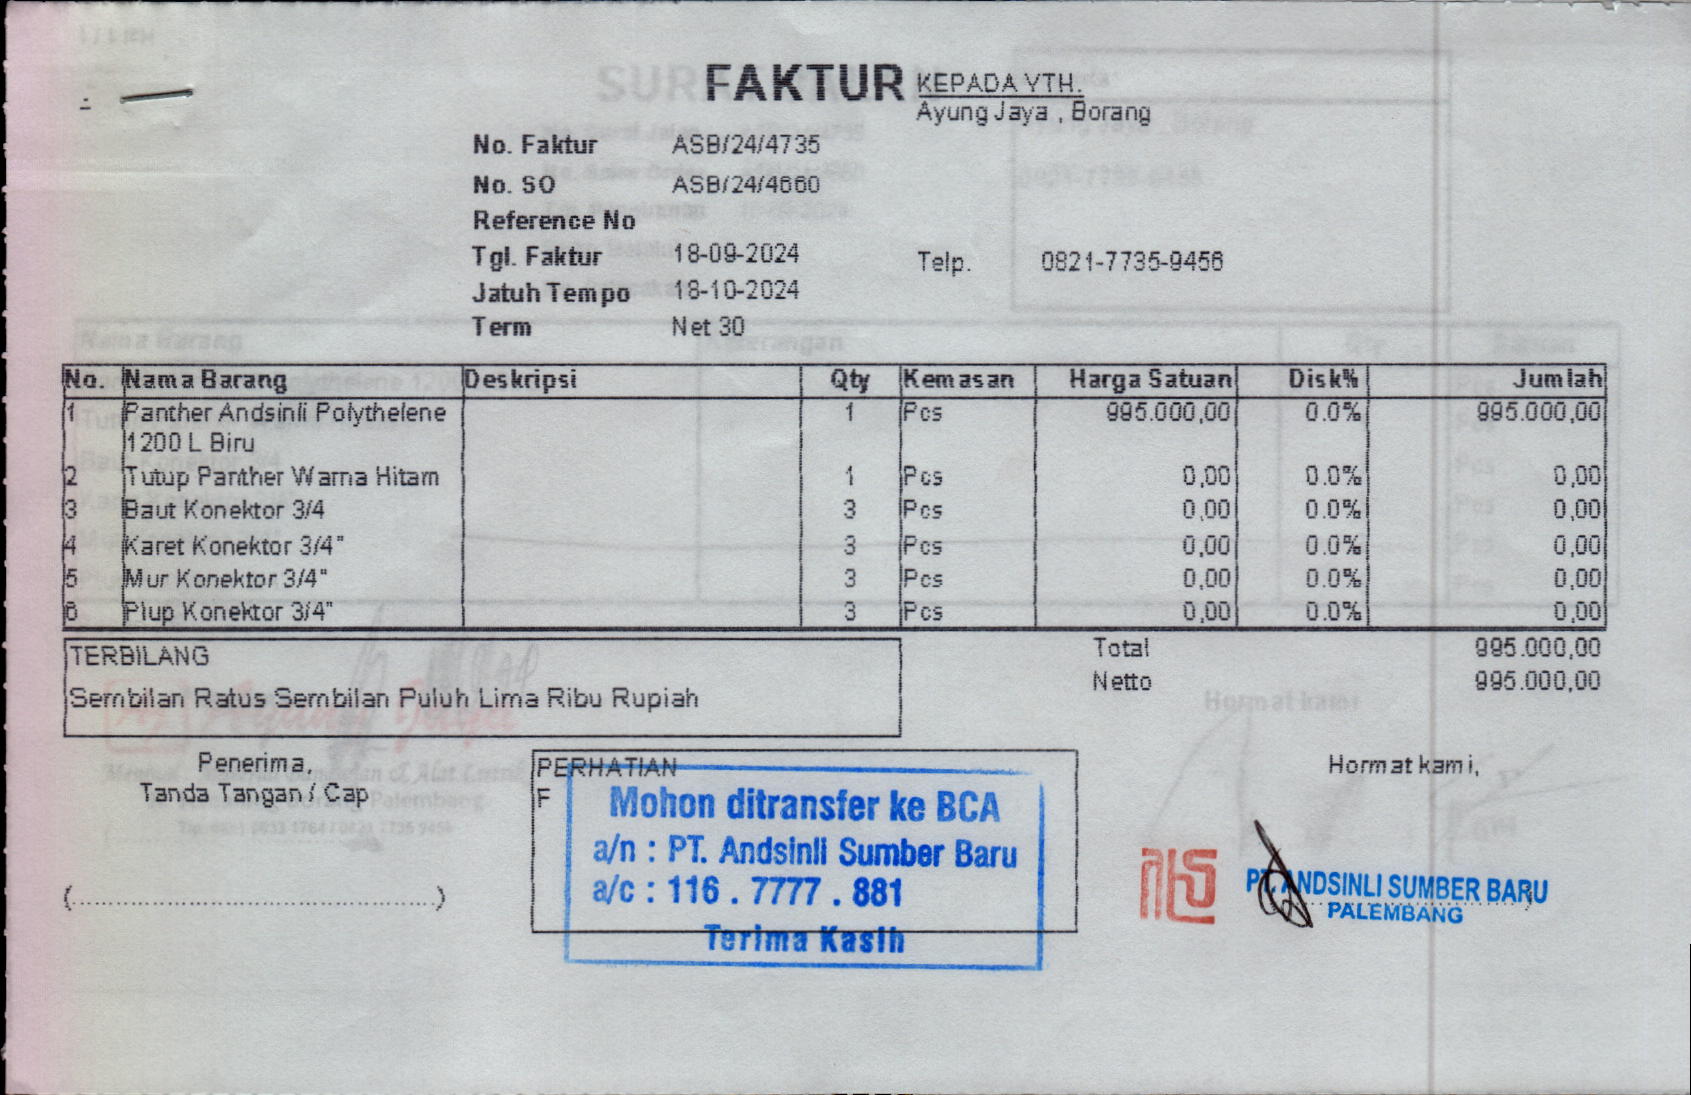 FAKTUR
KEPADA YTH.
Ayung Jaya , Borang
No. Faktur ASB/24/4735
No. SO ASB/24/4660
Reference No
Tgl. Faktur 18-09-2024
Telp. 0821-7735-9456
Jatuh Tempo 18-10-2024
Term Net 30
No. Nama Barang Deskripsi Qty Kemasan Harga Satuan Disk% Jumlah
1 Panther Andsinli Polythelene 1 Pcs 995.000,00 0.0% 995.000,00
1200 L Biru
2 Tutup Panther Warna Hitam 1 Pcs 0,00 0.0% 0,00
3 Baut Konektor 3/4 3 Pcs 0,00 0.0% 0,00
4 Karet Konektor 3/4" 3 Pcs 0,00 0.0% 0,00
5 Mur Konektor 3/4" 3 Pcs 0,00 0.0% 0,00
6 Plup Konektor 3/4" 3 Pcs 0,00 0.0% 0,00
TERBILANG
Sembilan Ratus Sembilan Puluh Lima Ribu Rupiah
Total 995.000,00
Netto 995.000,00
Penerima,
Tanda Tangan / Cap
(..........................................)
PERHATIAN
F
Mohon ditransfer ke BCA
a/n : PT. Andsinli Sumber Baru
a/c : 116 . 7777 . 881
Terima Kasih
Hormat kami,
PT. ANDSINLI SUMBER BARU
PALEMBANG